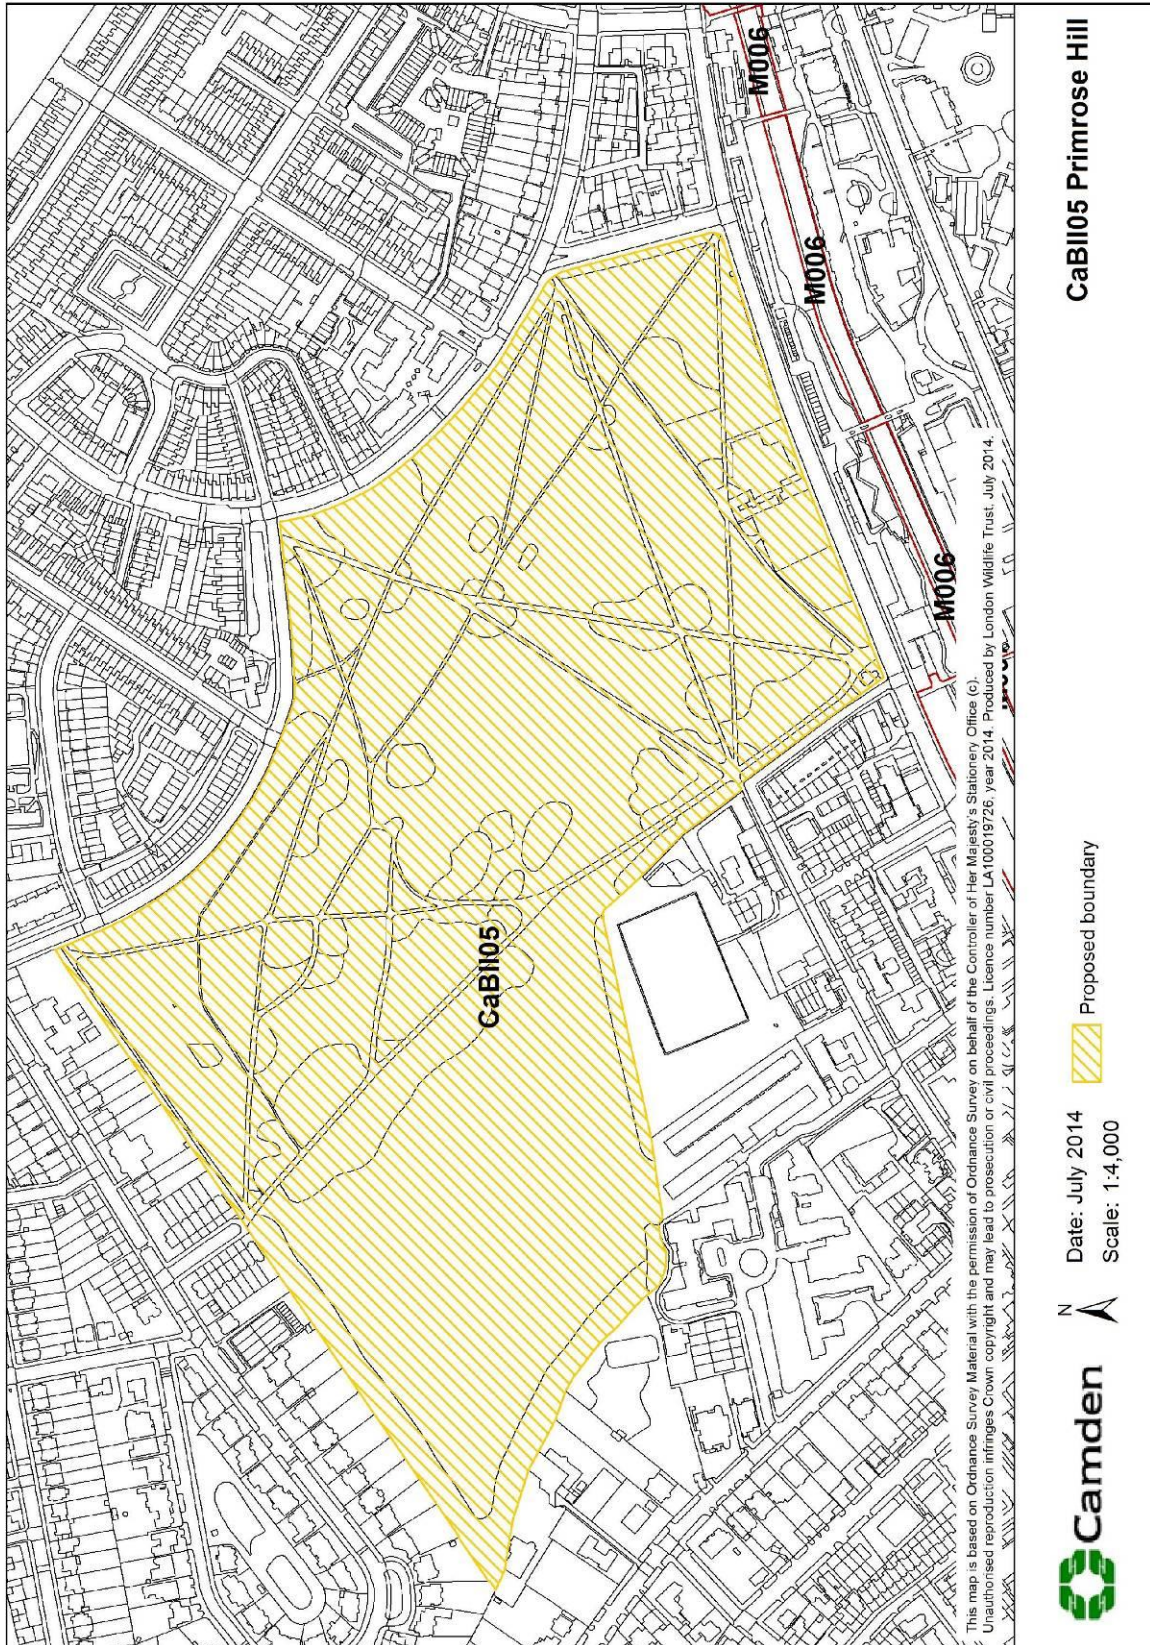 M006
M006
M006
CaBII05
This map is based on Ordnance Survey Material with the permission of Ordnance Survey on behalf of the Controller of Her Majesty's Stationery Office (c).
Unauthorised reproduction infringes Crown copyright and may lead to prosecution or civil proceedings. Licence number LA100019726, year 2014. Produced by London Wildlife Trust, July 2014.
Camden
N
Date: July 2014
Scale: 1:4,000
Proposed boundary
CaBII05 Primrose Hill